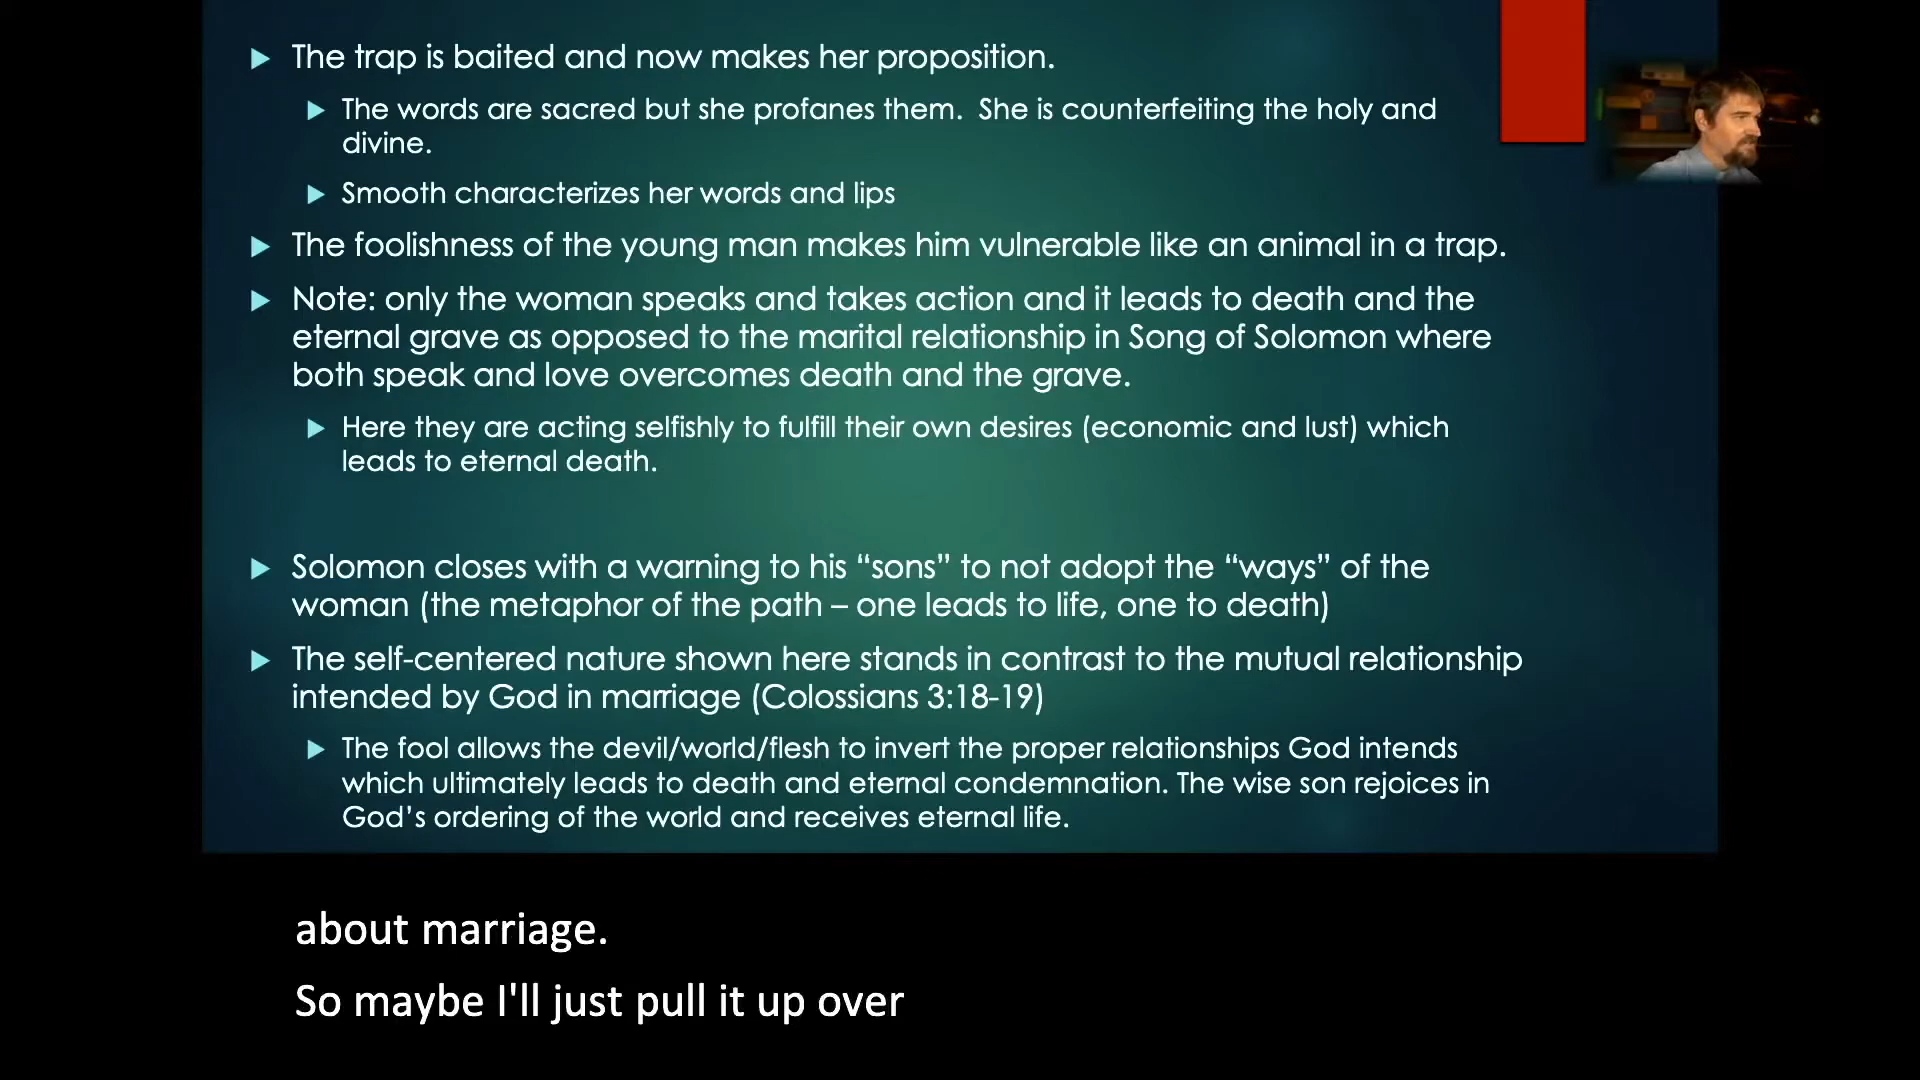 The trap is baited and now makes her proposition.
The words are sacred but she profanes them.  She is counterfeiting the holy and
divine.
Smooth characterizes her words and lips
The foolishness of the young man makes him vulnerable like an animal in a trap.
Note: only the woman speaks and takes action and it leads to death and the
eternal grave as opposed to the marital relationship in Song of Solomon where
both speak and love overcomes death and the grave.
Here they are acting selfishly to fulfill their own desires (economic and lust) which
leads to eternal death.
Solomon closes with a warning to his “sons” to not adopt the “ways” of the
woman (the metaphor of the path – one leads to life, one to death)
The self-centered nature shown here stands in contrast to the mutual relationship
intended by God in marriage (Colossians 3:18-19)
The fool allows the devil/world/flesh to invert the proper relationships God intends
which ultimately leads to death and eternal condemnation. The wise son rejoices in
God’s ordering of the world and receives eternal life.
about marriage.
So maybe I'll just pull it up over